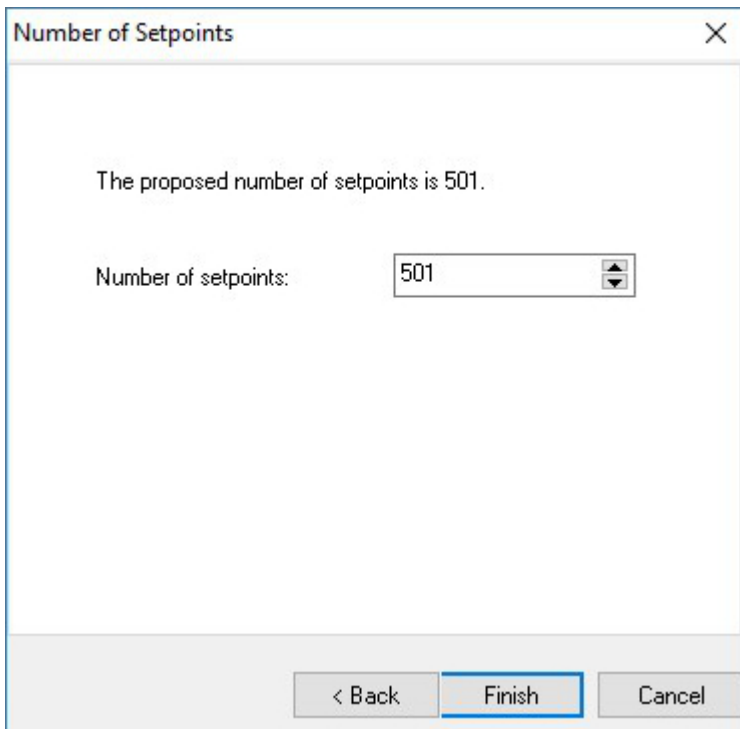 Number of Setpoints
The proposed number of setpoints is 501.
Number of setpoints: 501
< Back Finish Cancel